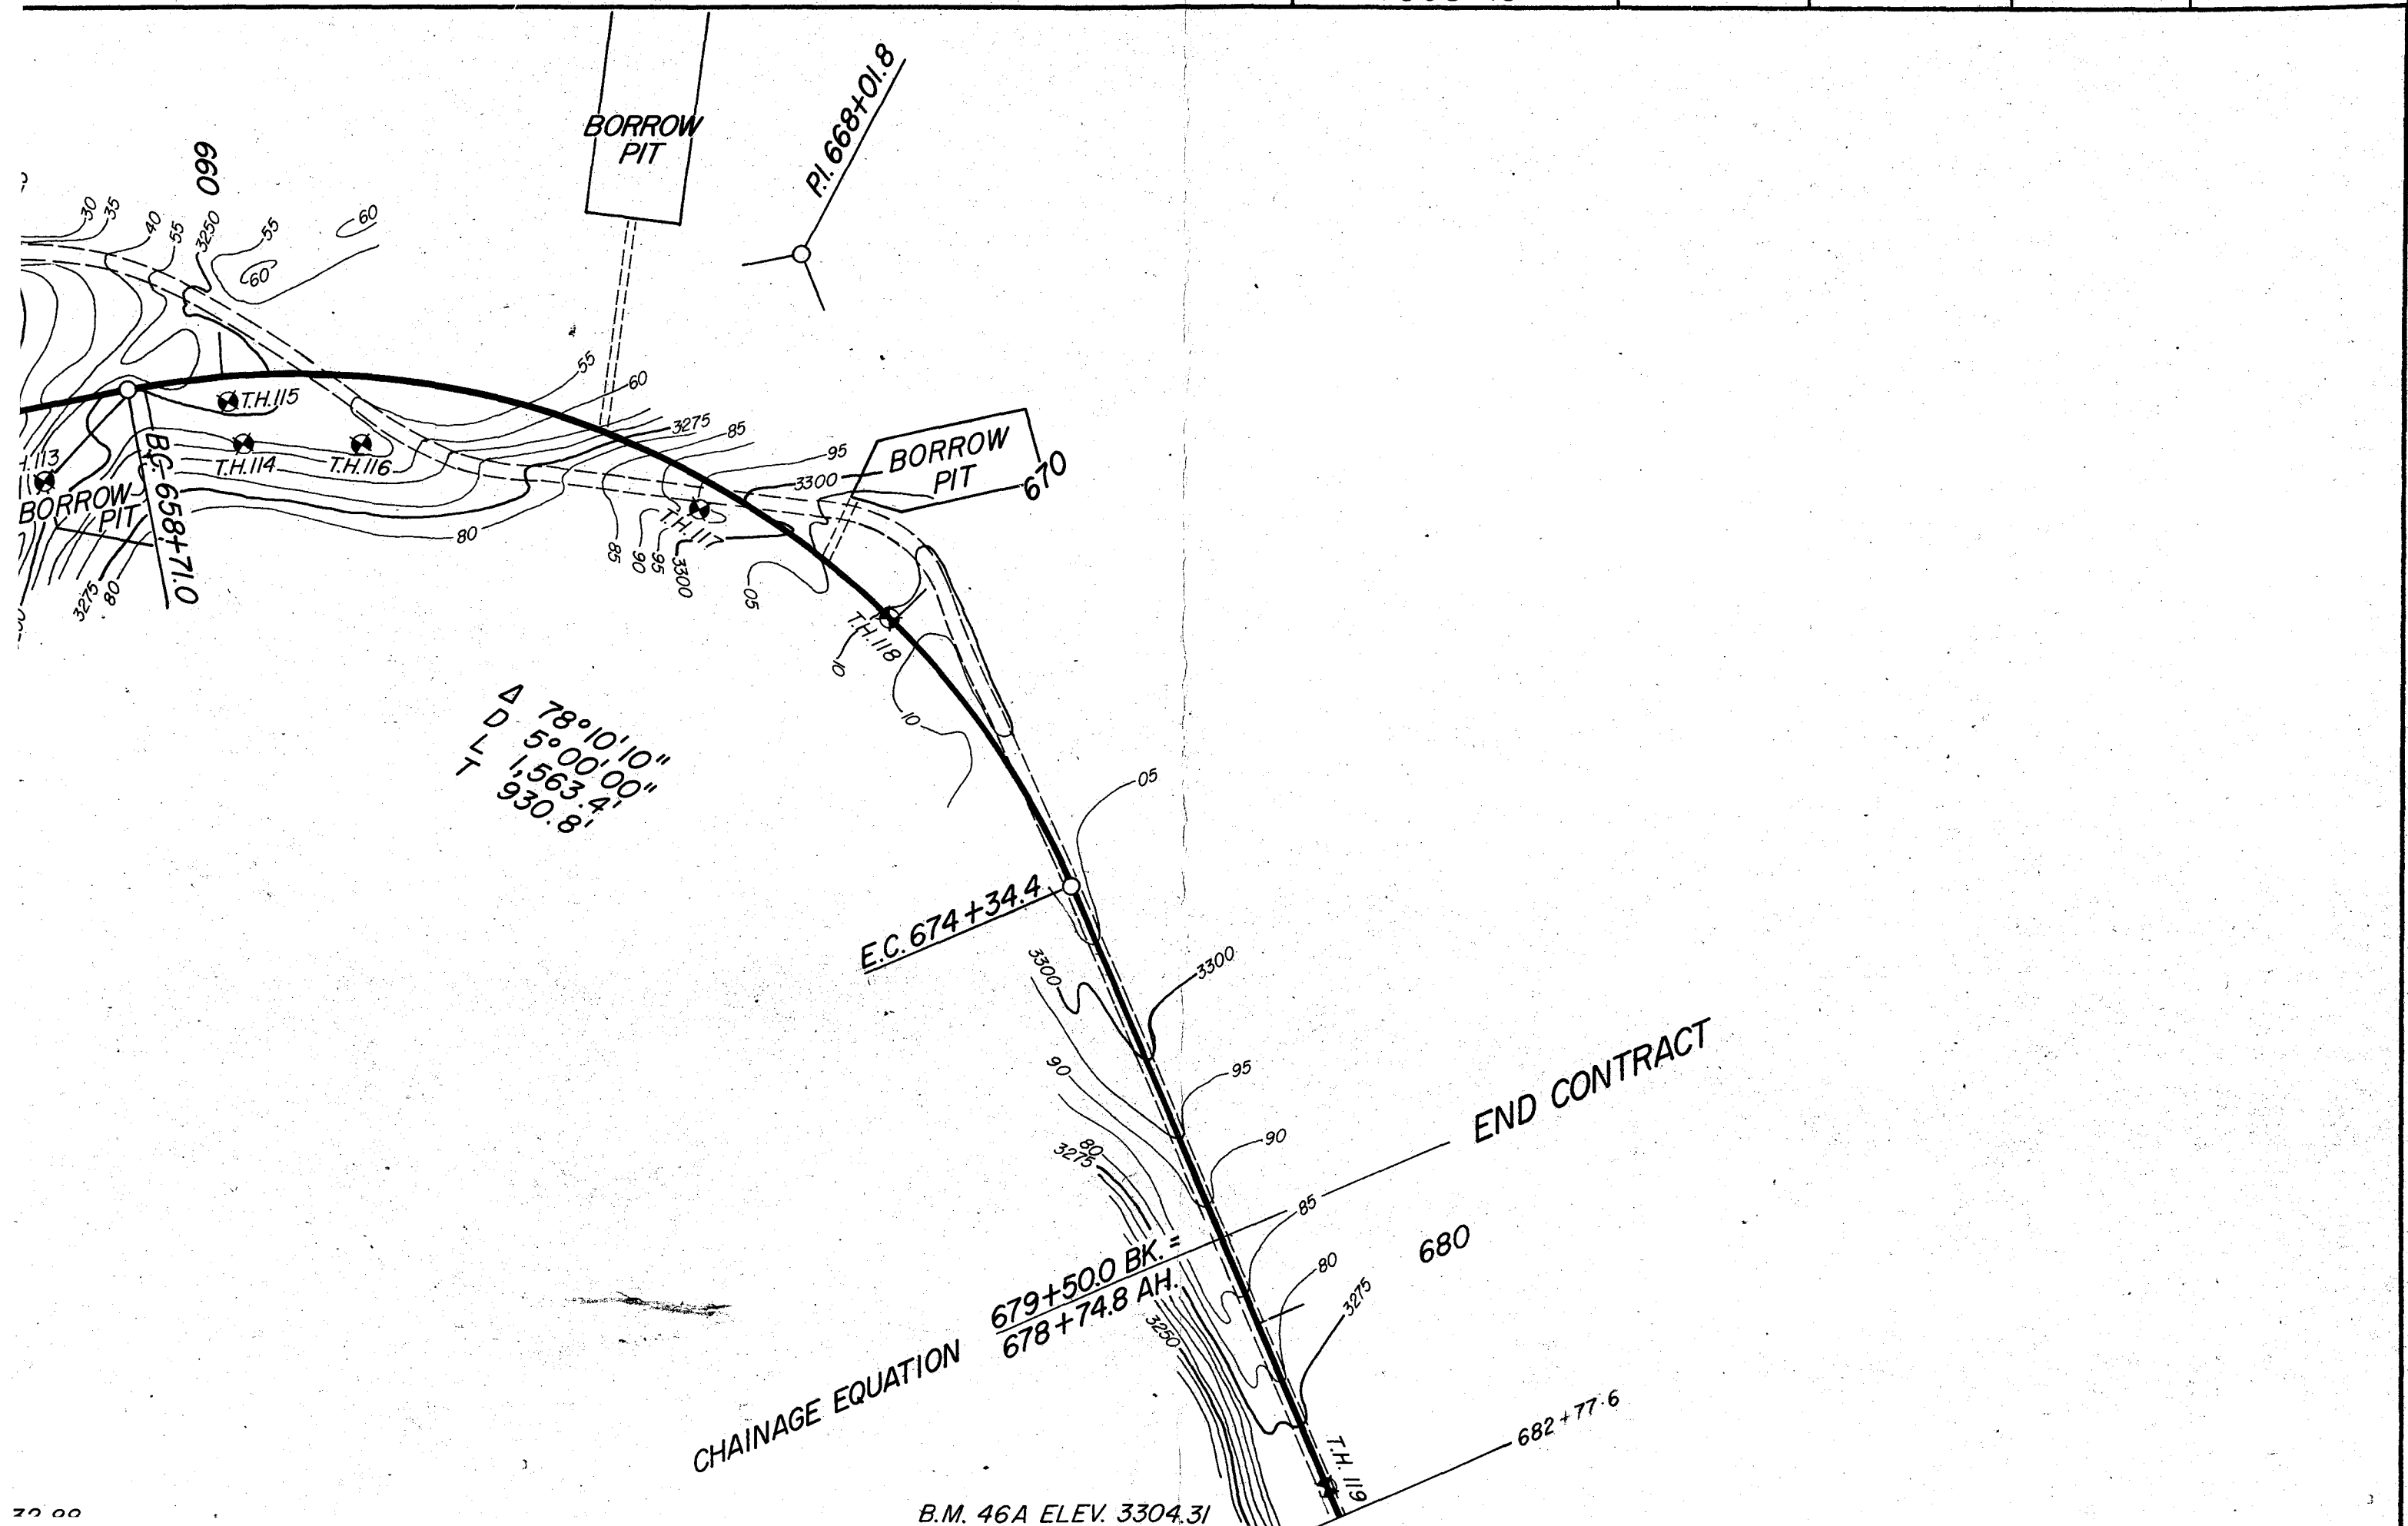 BORROW
PIT
P.I. 668+01.8
660
30
35
40
55
3250
55
60
60
55
60
3275
85
95
3300
BORROW
PIT
670
T.H.115
T.H.114
T.H.116
BORROW
PIT
B.C. 658+71.0
3275
80
80
T.H.117
85
90
95
3300
05
T.H.118
10
10
Δ 78°10'10"
D 5°00'00"
L 1,563.4'
T 930.8'
05
E.C. 674+34.4
3300
3300
90
95
80
3275
90
85
END CONTRACT
680
80
3275
CHAINAGE EQUATION
679+50.0 BK. =
678+74.8 AH.
3250
682+77.6
T.H. 119
B.M. 46A ELEV. 3304.31